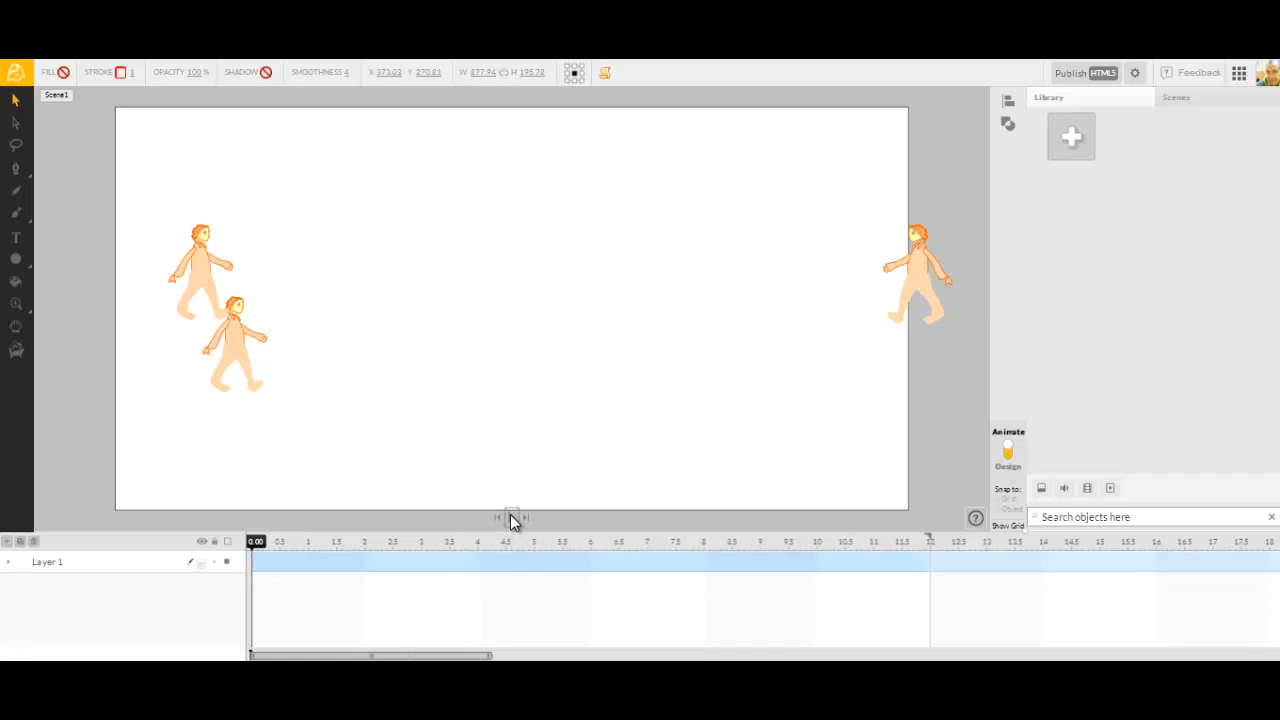 FILL STROKE 1 OPACITY 100 % SHADOW SMOOTHNESS 4 X 373.03 Y 270.81 W 877.94 H 195.78 Publish HTML5 Feedback
Scene1
Library Scenes
Animate
Design
Snap to:
Grid
Object
Show Grid
Search objects here
0.00 0.5 1 1.5 2 2.5 3 3.5 4 4.5 5 5.5 6 6.5 7 7.5 8 8.5 9 9.5 10 10.5 11 11.5 12 12.5 13 13.5 14 14.5 15 15.5 16 16.5 17 17.5 18
Layer 1